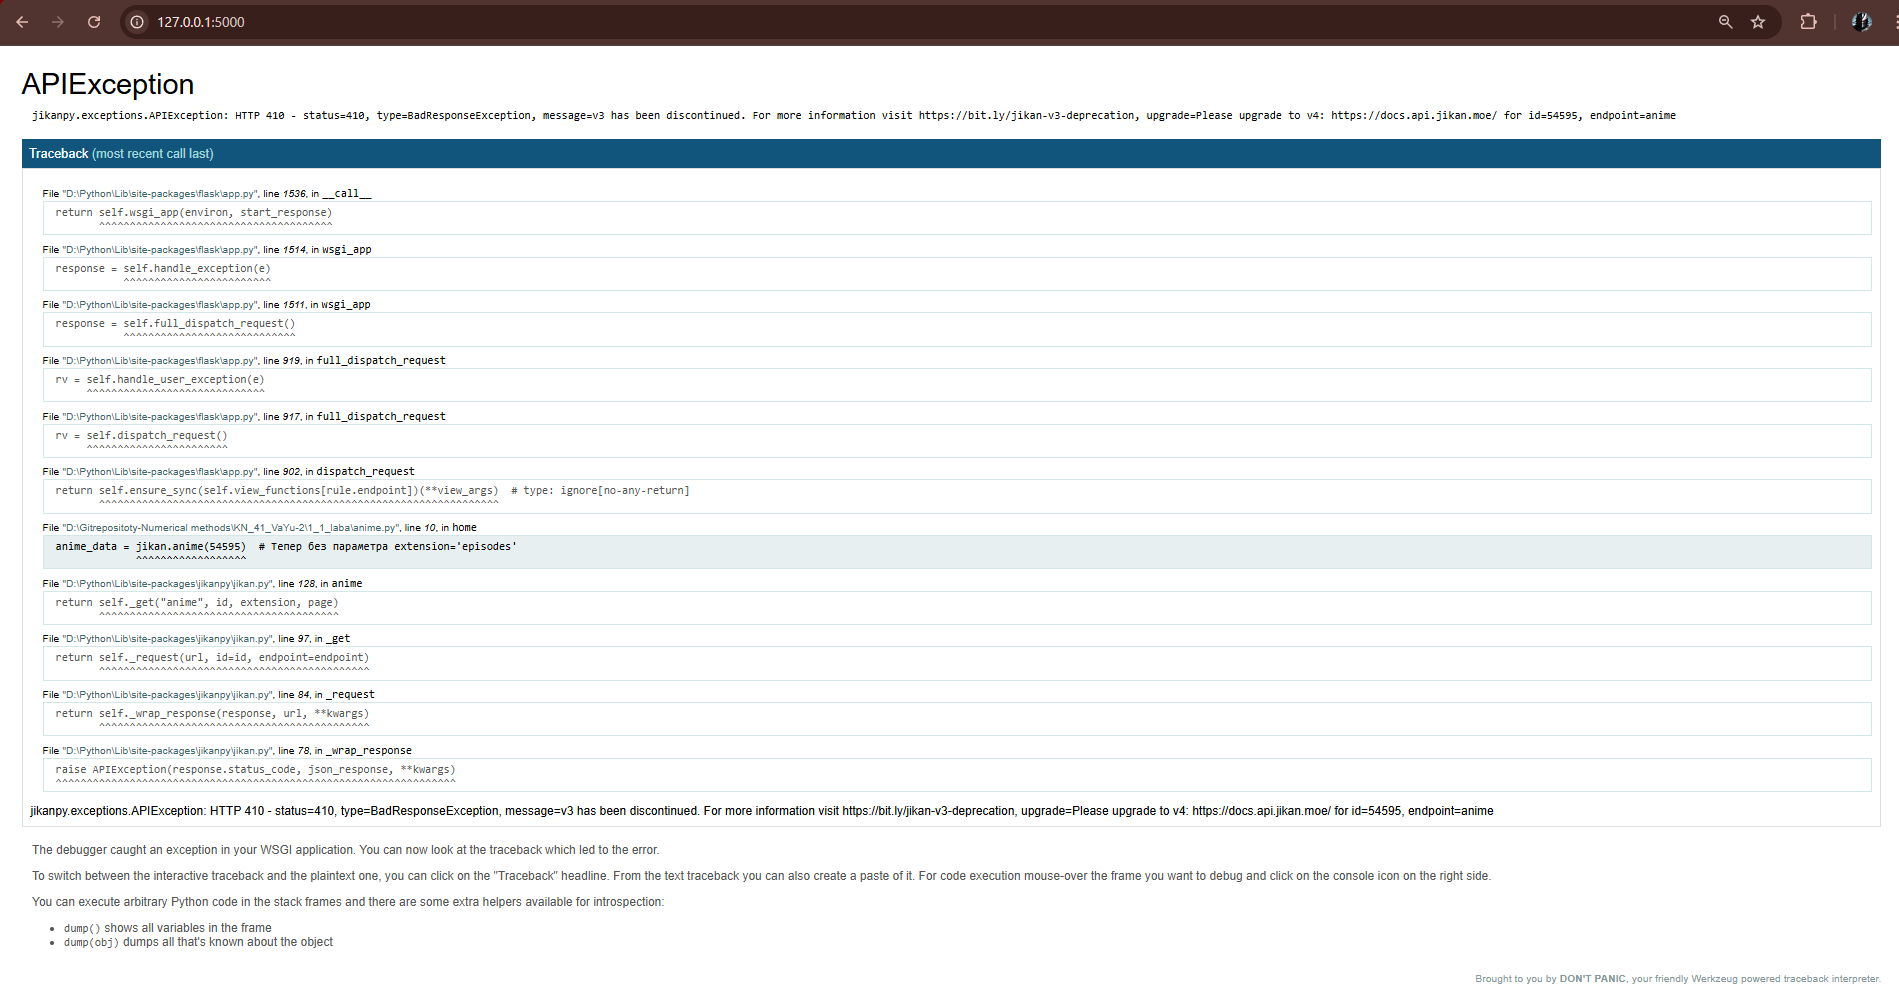 127.0.0.1:5000
APIException
jikanpy.exceptions.APIException: HTTP 410 - status=410, type=BadResponseException, message=v3 has been discontinued. For more information visit https://bit.ly/jikan-v3-deprecation, upgrade=Please upgrade to v4: https://docs.api.jikan.moe/ for id=54595, endpoint=anime
Traceback (most recent call last)
File "D:\Python\Lib\site-packages\flask\app.py", line 1536, in __call__
return self.wsgi_app(environ, start_response)
^^^^^^^^^^^^^^^^^^^^^^^^^^^^^^^^^^^^^^
File "D:\Python\Lib\site-packages\flask\app.py", line 1514, in wsgi_app
response = self.handle_exception(e)
^^^^^^^^^^^^^^^^^^^^^^^^
File "D:\Python\Lib\site-packages\flask\app.py", line 1511, in wsgi_app
response = self.full_dispatch_request()
^^^^^^^^^^^^^^^^^^^^^^^^^^^^
File "D:\Python\Lib\site-packages\flask\app.py", line 919, in full_dispatch_request
rv = self.handle_user_exception(e)
^^^^^^^^^^^^^^^^^^^^^^^^^^^^^
File "D:\Python\Lib\site-packages\flask\app.py", line 917, in full_dispatch_request
rv = self.dispatch_request()
^^^^^^^^^^^^^^^^^^^^^^^
File "D:\Python\Lib\site-packages\flask\app.py", line 902, in dispatch_request
return self.ensure_sync(self.view_functions[rule.endpoint])(**view_args)  # type: ignore[no-any-return]
^^^^^^^^^^^^^^^^^^^^^^^^^^^^^^^^^^^^^^^^^^^^^^^^^^^^^^^^^^^^^^^^^
File "D:\Gitrepositoty-Numerical methods\KN_41_VaYu-2\1_1_laba\anime.py", line 10, in home
anime_data = jikan.anime(54595)  # Тепер без параметра extension='episodes'
^^^^^^^^^^^^^^^^^^
File "D:\Python\Lib\site-packages\jikanpy\jikan.py", line 128, in anime
return self._get("anime", id, extension, page)
^^^^^^^^^^^^^^^^^^^^^^^^^^^^^^^^^^^^^^^
File "D:\Python\Lib\site-packages\jikanpy\jikan.py", line 97, in _get
return self._request(url, id=id, endpoint=endpoint)
^^^^^^^^^^^^^^^^^^^^^^^^^^^^^^^^^^^^^^^^^^^^
File "D:\Python\Lib\site-packages\jikanpy\jikan.py", line 84, in _request
return self._wrap_response(response, url, **kwargs)
^^^^^^^^^^^^^^^^^^^^^^^^^^^^^^^^^^^^^^^^^^^^
File "D:\Python\Lib\site-packages\jikanpy\jikan.py", line 78, in _wrap_response
raise APIException(response.status_code, json_response, **kwargs)
^^^^^^^^^^^^^^^^^^^^^^^^^^^^^^^^^^^^^^^^^^^^^^^^^^^^^^^^^^^^^^^^^
jikanpy.exceptions.APIException: HTTP 410 - status=410, type=BadResponseException, message=v3 has been discontinued. For more information visit https://bit.ly/jikan-v3-deprecation, upgrade=Please upgrade to v4: https://docs.api.jikan.moe/ for id=54595, endpoint=anime
The debugger caught an exception in your WSGI application. You can now look at the traceback which led to the error.
To switch between the interactive traceback and the plaintext one, you can click on the "Traceback" headline. From the text traceback you can also create a paste of it. For code execution mouse-over the frame you want to debug and click on the console icon on the right side.
You can execute arbitrary Python code in the stack frames and there are some extra helpers available for introspection:
• dump() shows all variables in the frame
• dump(obj) dumps all that's known about the object
Brought to you by DON'T PANIC, your friendly Werkzeug powered traceback interpreter.